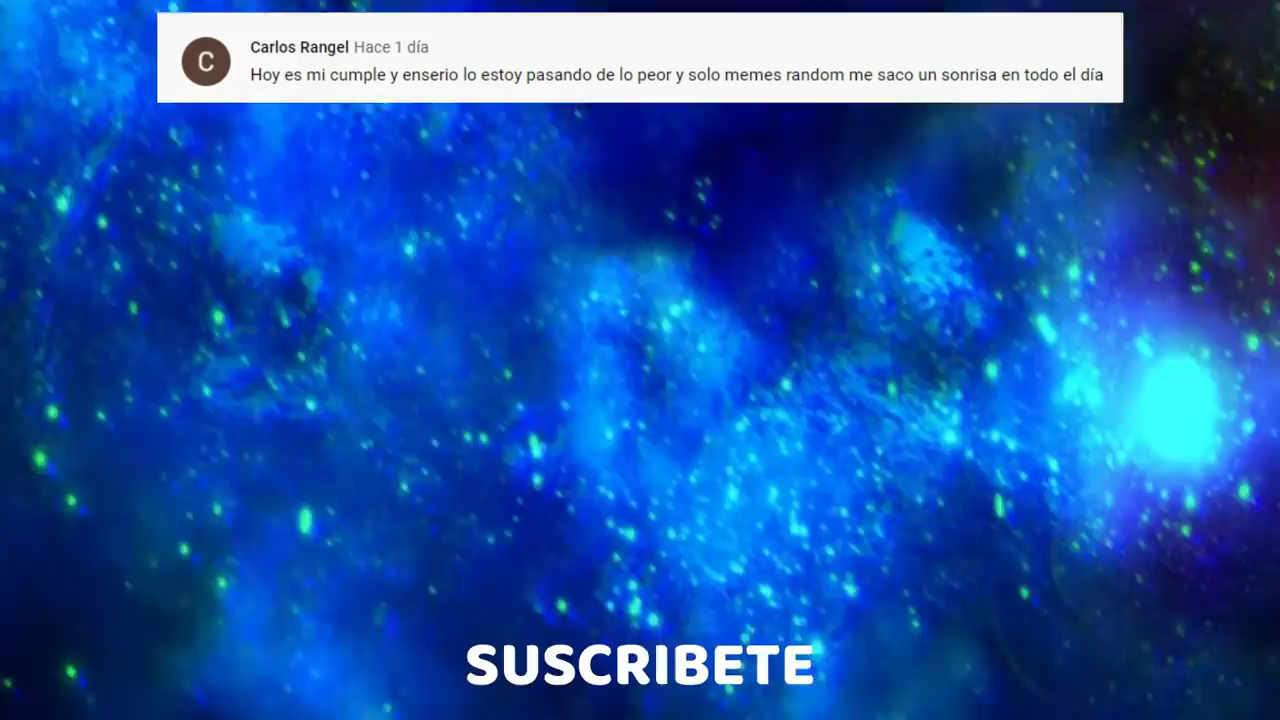 C
Carlos Rangel Hace 1 día
Hoy es mi cumple y enserio lo estoy pasando de lo peor y solo memes random me saco un sonrisa en todo el día
SUSCRIBETE